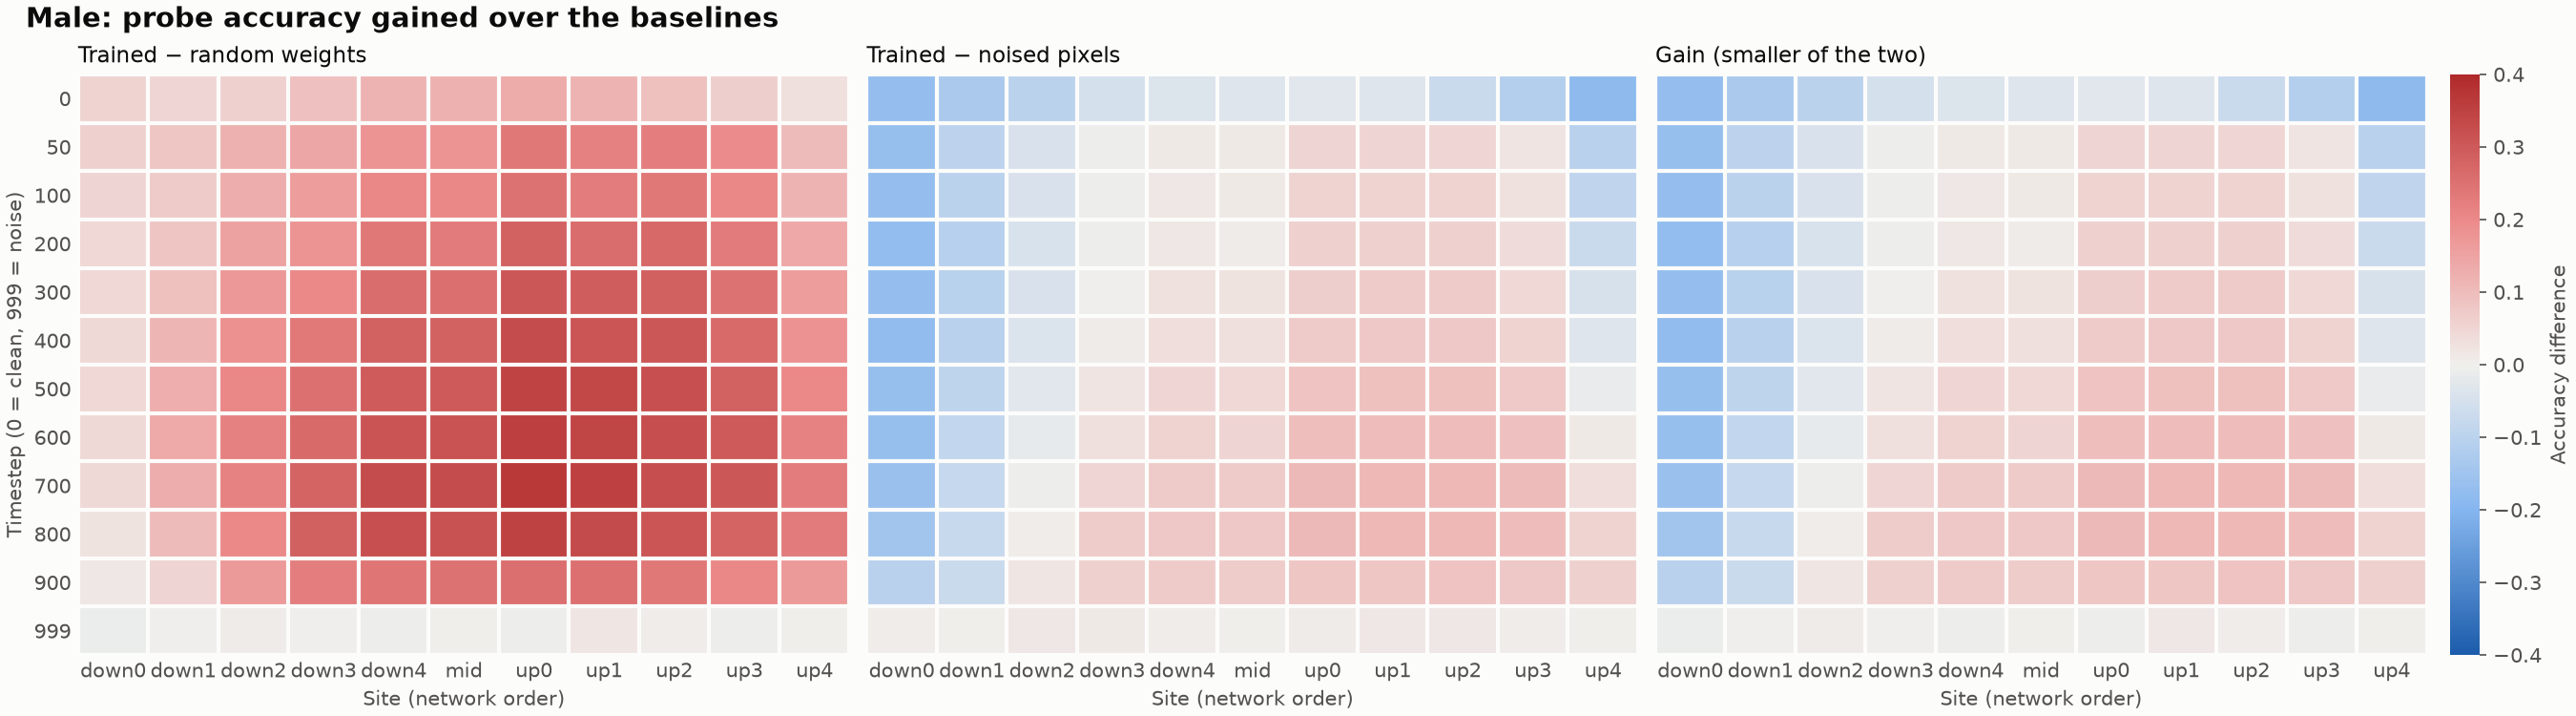 Male: probe accuracy gained over the baselines
Trained − random weights
Trained − noised pixels
Gain (smaller of the two)
Timestep (0 = clean, 999 = noise)
0
50
100
200
300
400
500
600
700
800
900
999
down0 down1 down2 down3 down4 mid up0 up1 up2 up3 up4
Site (network order)
down0 down1 down2 down3 down4 mid up0 up1 up2 up3 up4
Site (network order)
down0 down1 down2 down3 down4 mid up0 up1 up2 up3 up4
Site (network order)
0.4
0.3
0.2
0.1
0.0
−0.1
−0.2
−0.3
−0.4
Accuracy difference